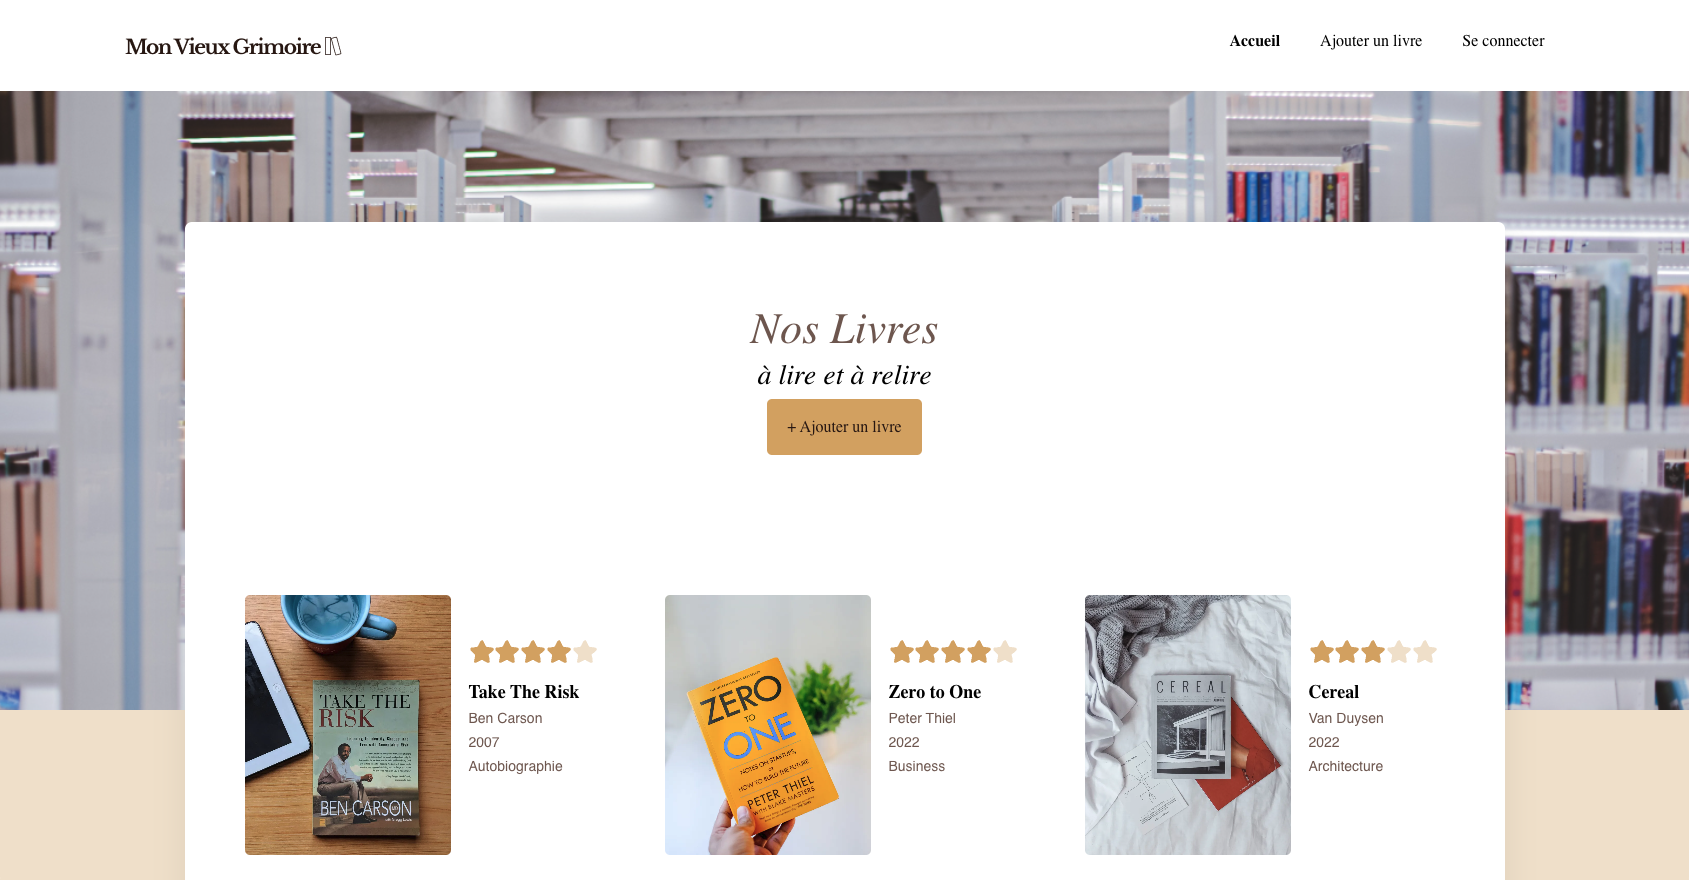 Mon Vieux Grimoire
Accueil
Ajouter un livre
Se connecter
Nos Livres
à lire et à relire
+ Ajouter un livre
TAKE THE
RISK
BEN CARSON
Take The Risk
Ben Carson
2007
Autobiographie
ZERO
TO
ONE
NOTES ON STARTUPS,
OR
HOW TO BUILD THE FUTURE
PETER THIEL
WITH BLAKE MASTERS
Zero to One
Peter Thiel
2022
Business
CEREAL
Cereal
Van Duysen
2022
Architecture